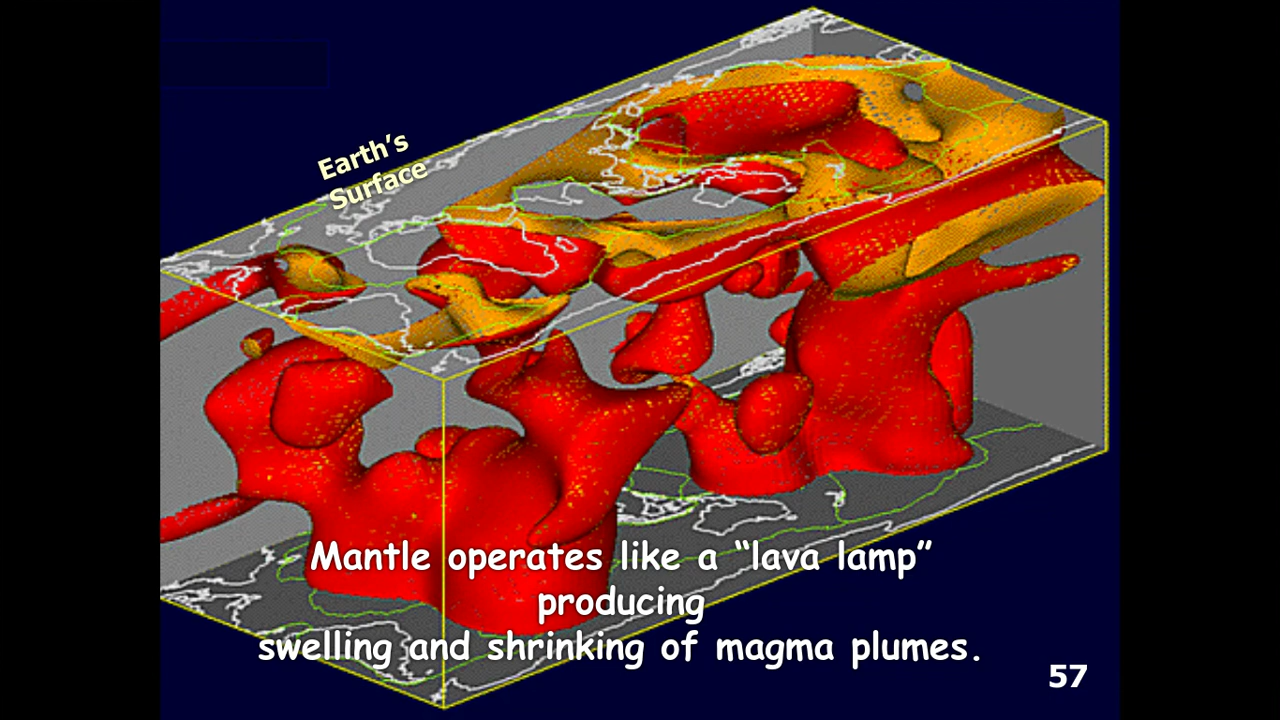 Earth’s
Surface
Mantle operates like a “lava lamp”
producing
swelling and shrinking of magma plumes.
57